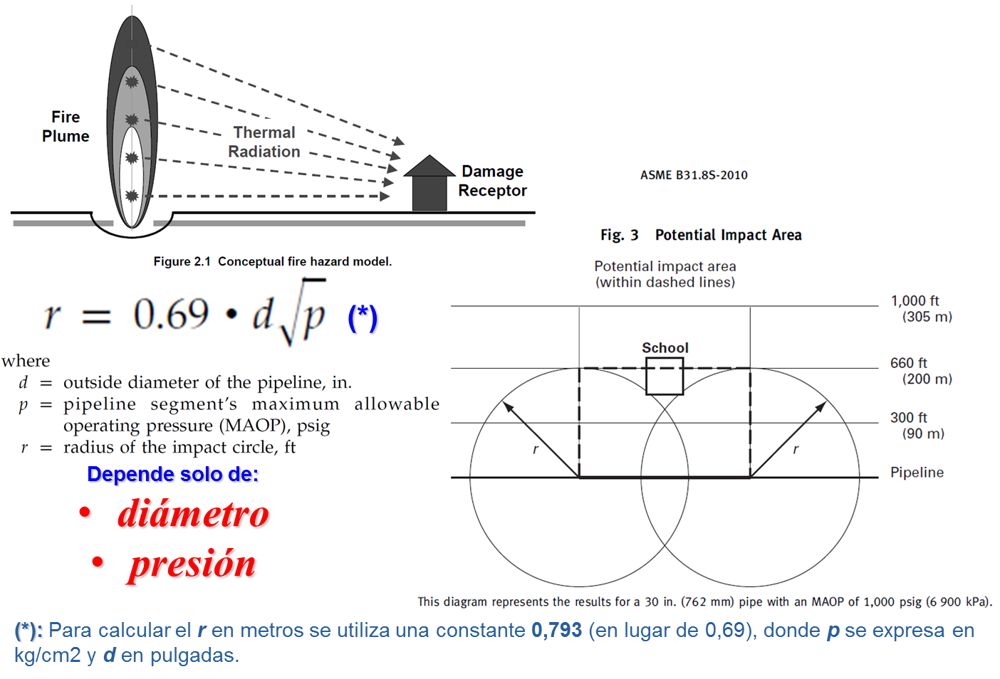 Fire
Plume
Thermal
Radiation
Damage
Receptor
Figure 2.1 Conceptual fire hazard model.
r = 0.69 • d√p (*)
where
d = outside diameter of the pipeline, in.
p = pipeline segment's maximum allowable
operating pressure (MAOP), psig
r = radius of the impact circle, ft
Depende solo de:
• diámetro
• presión
ASME B31.8S-2010
Fig. 3 Potential Impact Area
Potential impact area
(within dashed lines)
1,000 ft
(305 m)
School
660 ft
(200 m)
300 ft
(90 m)
r
r
Pipeline
This diagram represents the results for a 30 in. (762 mm) pipe with an MAOP of 1,000 psig (6 900 kPa).
(*): Para calcular el r en metros se utiliza una constante 0,793 (en lugar de 0,69), donde p se expresa en
kg/cm2 y d en pulgadas.